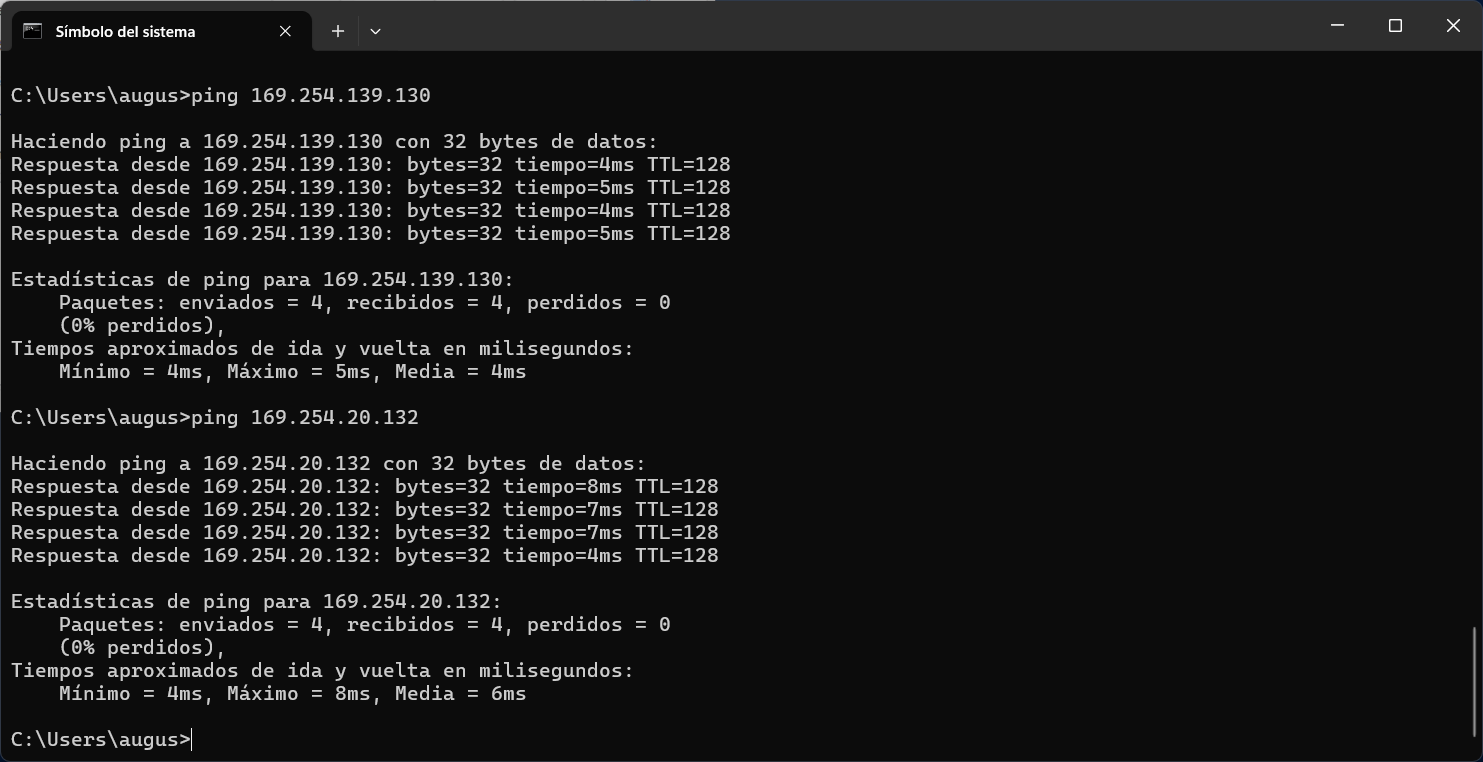 Símbolo del sistema
C:\Users\augus>ping 169.254.139.130
Haciendo ping a 169.254.139.130 con 32 bytes de datos:
Respuesta desde 169.254.139.130: bytes=32 tiempo=4ms TTL=128
Respuesta desde 169.254.139.130: bytes=32 tiempo=5ms TTL=128
Respuesta desde 169.254.139.130: bytes=32 tiempo=4ms TTL=128
Respuesta desde 169.254.139.130: bytes=32 tiempo=5ms TTL=128
Estadísticas de ping para 169.254.139.130:
    Paquetes: enviados = 4, recibidos = 4, perdidos = 0
    (0% perdidos),
Tiempos aproximados de ida y vuelta en milisegundos:
    Mínimo = 4ms, Máximo = 5ms, Media = 4ms
C:\Users\augus>ping 169.254.20.132
Haciendo ping a 169.254.20.132 con 32 bytes de datos:
Respuesta desde 169.254.20.132: bytes=32 tiempo=8ms TTL=128
Respuesta desde 169.254.20.132: bytes=32 tiempo=7ms TTL=128
Respuesta desde 169.254.20.132: bytes=32 tiempo=7ms TTL=128
Respuesta desde 169.254.20.132: bytes=32 tiempo=4ms TTL=128
Estadísticas de ping para 169.254.20.132:
    Paquetes: enviados = 4, recibidos = 4, perdidos = 0
    (0% perdidos),
Tiempos aproximados de ida y vuelta en milisegundos:
    Mínimo = 4ms, Máximo = 8ms, Media = 6ms
C:\Users\augus>